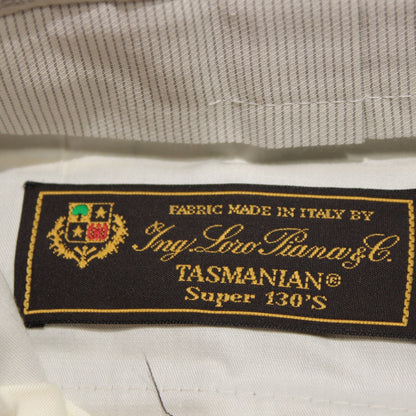 FABRIC MADE IN ITALY BY
Ing. Loro Piana & C.
TASMANIAN®
Super 130'S